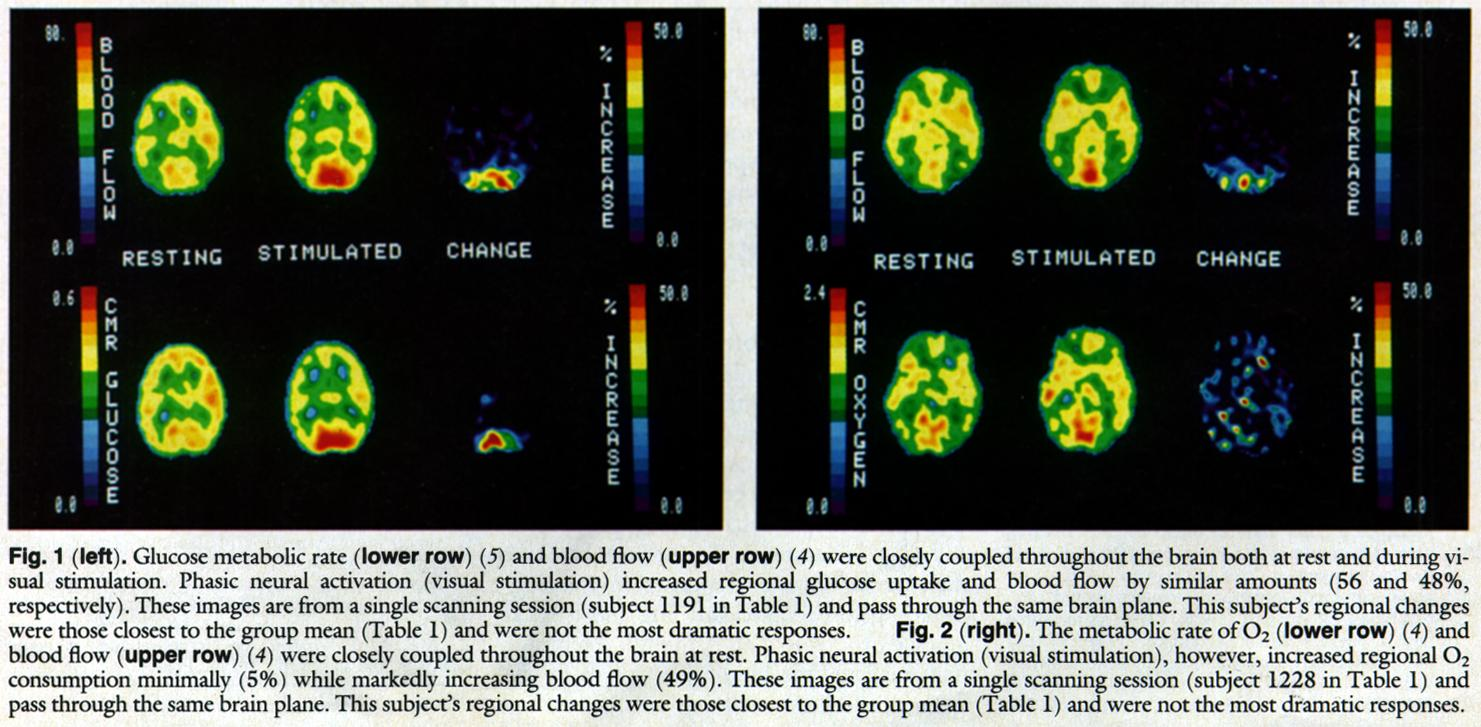 80.
BLOOD FLOW
0.0
50.0
% INCREASE
0.0
RESTING STIMULATED CHANGE
0.6
CMR GLUCOSE
0.0
50.0
% INCREASE
0.0
80.
BLOOD FLOW
0.0
50.0
% INCREASE
0.0
RESTING STIMULATED CHANGE
2.4
CMR OXYGEN
0.0
50.0
% INCREASE
0.0
Fig. 1 (left). Glucose metabolic rate (lower row) (5) and blood flow (upper row) (4) were closely coupled throughout the brain both at rest and during vi-
sual stimulation. Phasic neural activation (visual stimulation) increased regional glucose uptake and blood flow by similar amounts (56 and 48%,
respectively). These images are from a single scanning session (subject 1191 in Table 1) and pass through the same brain plane. This subject's regional changes
were those closest to the group mean (Table 1) and were not the most dramatic responses. Fig. 2 (right). The metabolic rate of O₂ (lower row) (4) and
blood flow (upper row) (4) were closely coupled throughout the brain at rest. Phasic neural activation (visual stimulation), however, increased regional O₂
consumption minimally (5%) while markedly increasing blood flow (49%). These images are from a single scanning session (subject 1228 in Table 1) and
pass through the same brain plane. This subject's regional changes were those closest to the group mean (Table 1) and were not the most dramatic responses.